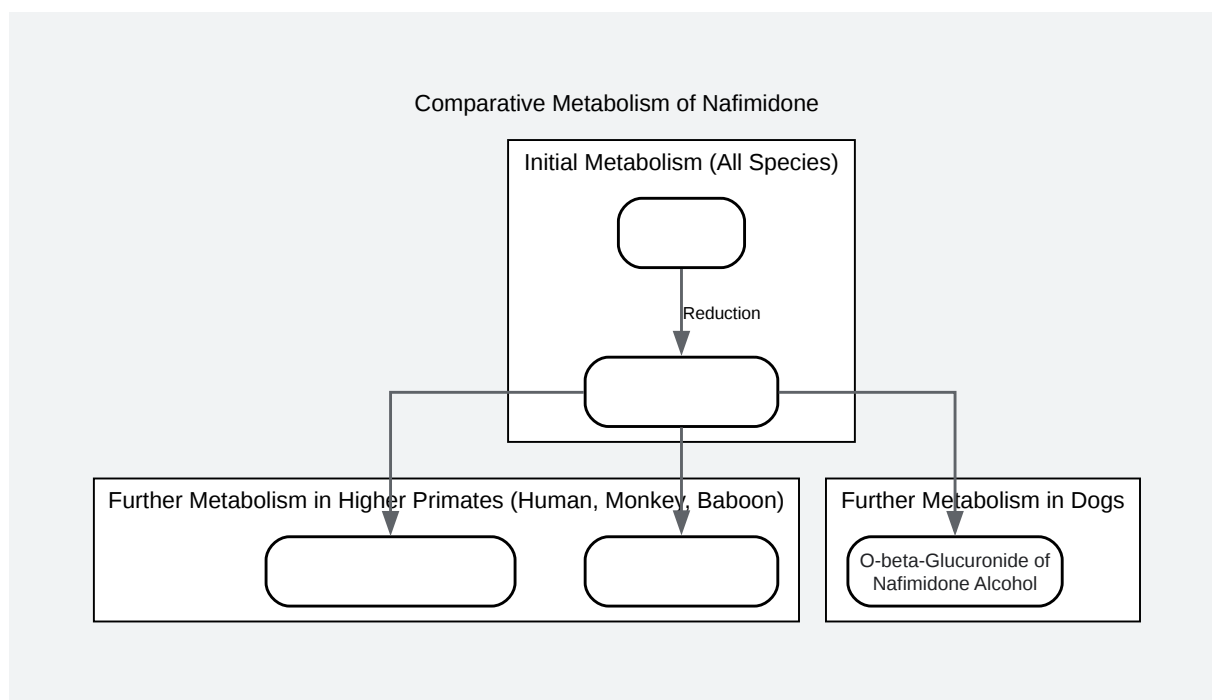 Comparative Metabolism of Nafimidone
Initial Metabolism (All Species)
Reduction
Further Metabolism in Higher Primates (Human, Monkey, Baboon)
Further Metabolism in Dogs
O-beta-Glucuronide of
Nafimidone Alcohol